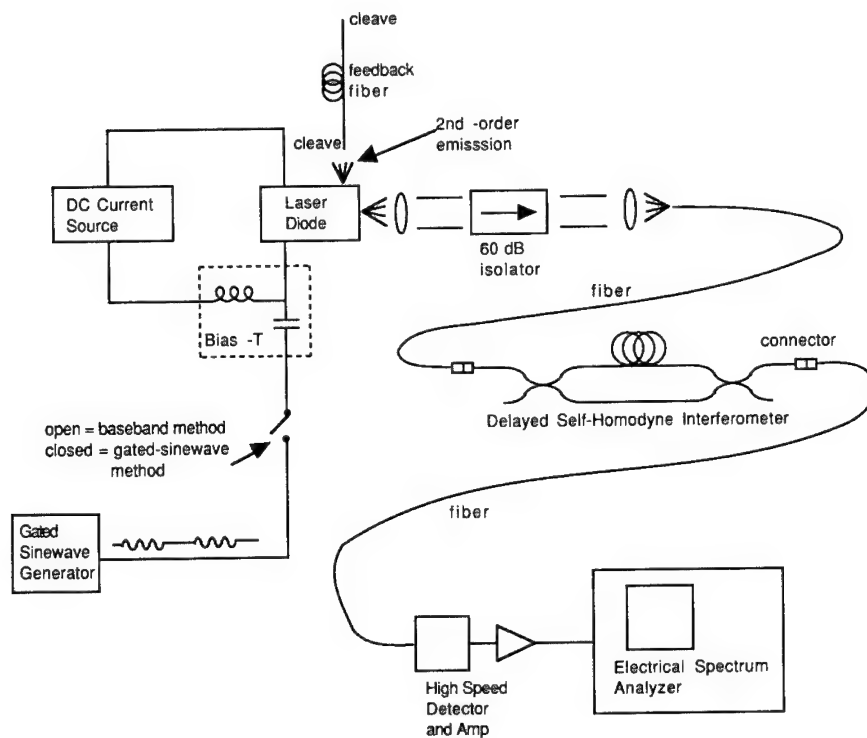 cleave
feedback
fiber
cleave
2nd -order
emisssion
DC Current
Source
Laser
Diode
60 dB
isolator
fiber
Bias -T
connector
Delayed Self-Homodyne Interferometer
open = baseband method
closed = gated-sinewave
method
fiber
Gated
Sinewave
Generator
High Speed
Detector
and Amp
Electrical Spectrum
Analyzer